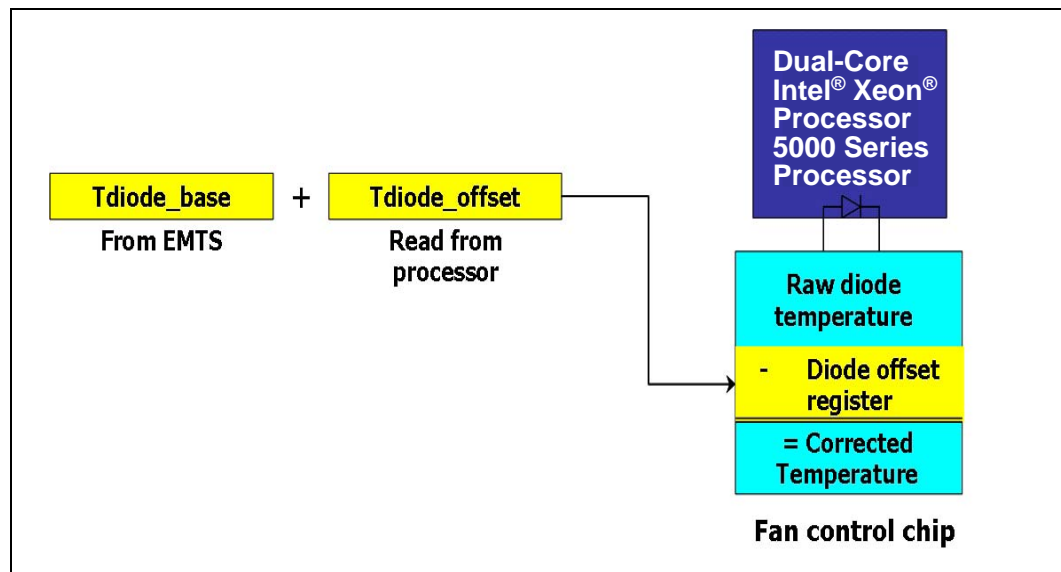 Dual-Core
Intel® Xeon®
Processor
5000 Series
Processor
Tdiode_base + Tdiode_offset
From EMTS
Read from
processor
Raw diode
temperature
- Diode offset
register
= Corrected
Temperature
Fan control chip